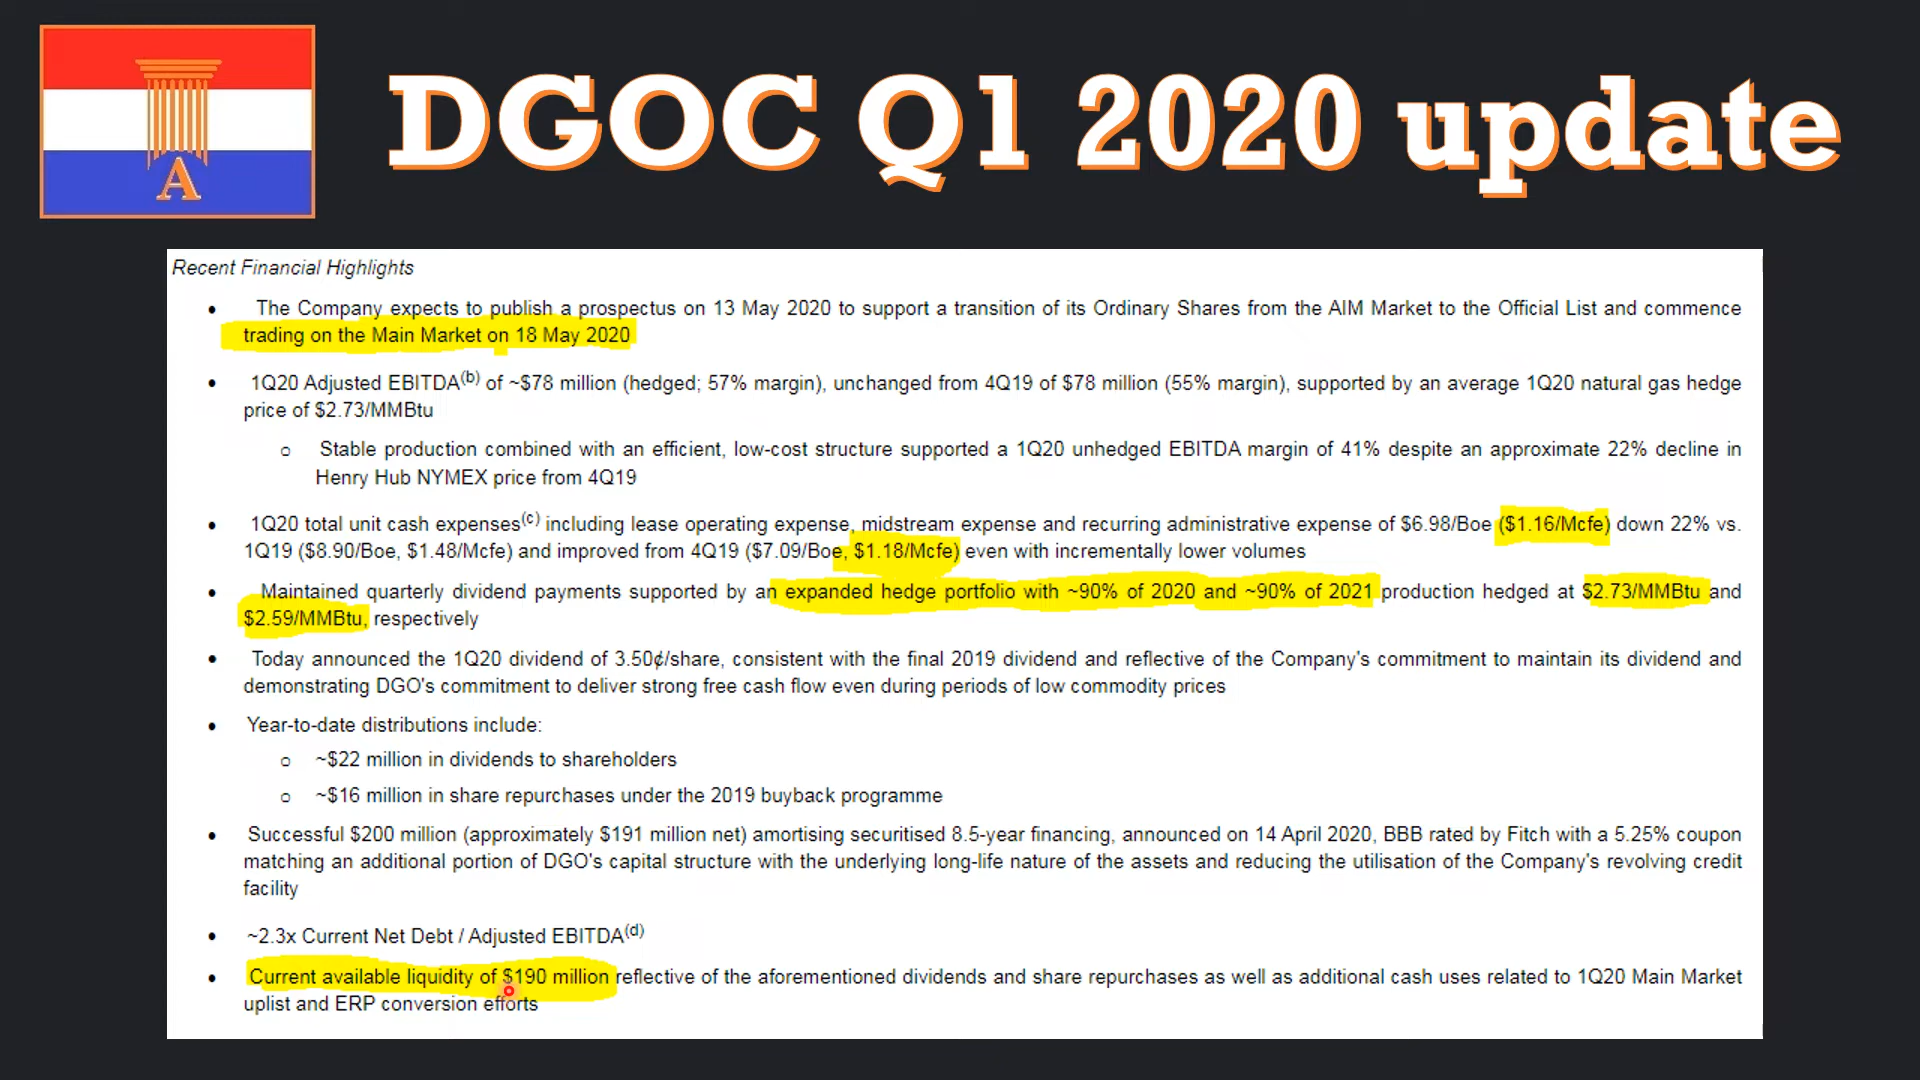 A
DGOC Q1 2020 update
Recent Financial Highlights
• The Company expects to publish a prospectus on 13 May 2020 to support a transition of its Ordinary Shares from the AIM Market to the Official List and commence
trading on the Main Market on 18 May 2020
• 1Q20 Adjusted EBITDA(b) of ~$78 million (hedged; 57% margin), unchanged from 4Q19 of $78 million (55% margin), supported by an average 1Q20 natural gas hedge
price of $2.73/MMBtu
o Stable production combined with an efficient, low-cost structure supported a 1Q20 unhedged EBITDA margin of 41% despite an approximate 22% decline in
Henry Hub NYMEX price from 4Q19
• 1Q20 total unit cash expenses(c) including lease operating expense, midstream expense and recurring administrative expense of $6.98/Boe ($1.16/Mcfe) down 22% vs.
1Q19 ($8.90/Boe, $1.48/Mcfe) and improved from 4Q19 ($7.09/Boe, $1.18/Mcfe) even with incrementally lower volumes
• Maintained quarterly dividend payments supported by an expanded hedge portfolio with ~90% of 2020 and ~90% of 2021 production hedged at $2.73/MMBtu and
$2.59/MMBtu, respectively
• Today announced the 1Q20 dividend of 3.50¢/share, consistent with the final 2019 dividend and reflective of the Company's commitment to maintain its dividend and
demonstrating DGO's commitment to deliver strong free cash flow even during periods of low commodity prices
• Year-to-date distributions include:
o ~$22 million in dividends to shareholders
o ~$16 million in share repurchases under the 2019 buyback programme
• Successful $200 million (approximately $191 million net) amortising securitised 8.5-year financing, announced on 14 April 2020, BBB rated by Fitch with a 5.25% coupon
matching an additional portion of DGO's capital structure with the underlying long-life nature of the assets and reducing the utilisation of the Company's revolving credit
facility
• ~2.3x Current Net Debt / Adjusted EBITDA(d)
• Current available liquidity of $190 million reflective of the aforementioned dividends and share repurchases as well as additional cash uses related to 1Q20 Main Market
uplist and ERP conversion efforts